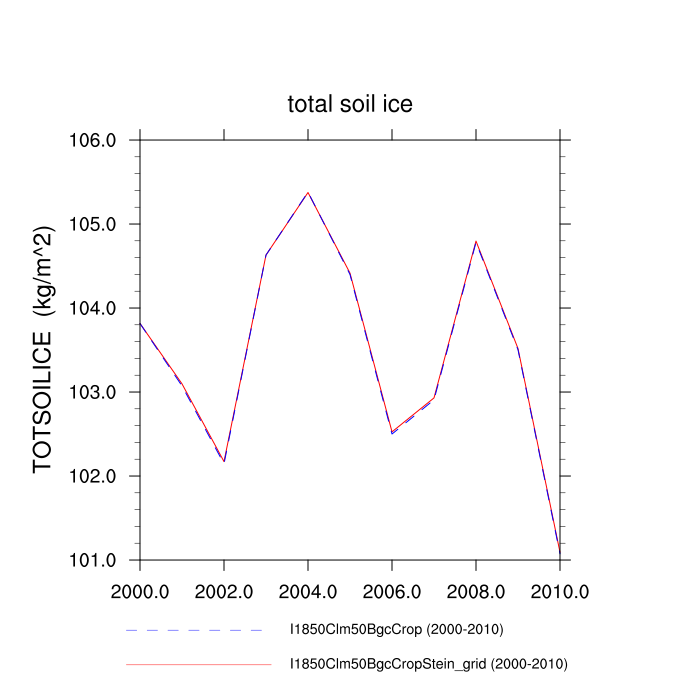 total soil ice
106.0
105.0
104.0
103.0
102.0
101.0
TOTSOILICE (kg/m^2)
2000.0 2002.0 2004.0 2006.0 2008.0 2010.0
I1850Clm50BgcCrop (2000-2010)
I1850Clm50BgcCropStein_grid (2000-2010)